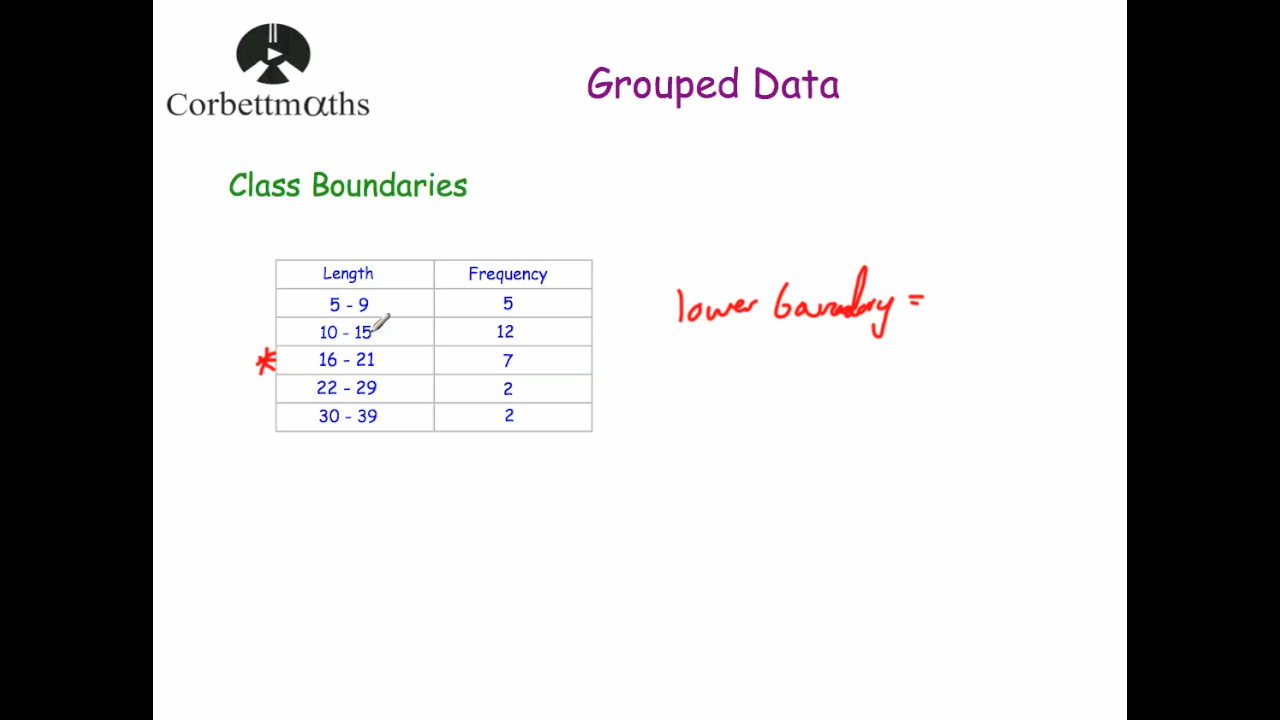 Corbettmαths
Grouped Data
Class Boundaries
Length Frequency
5 - 9 5
10 - 15 12
* 16 - 21 7
22 - 29 2
30 - 39 2
lower boundary =